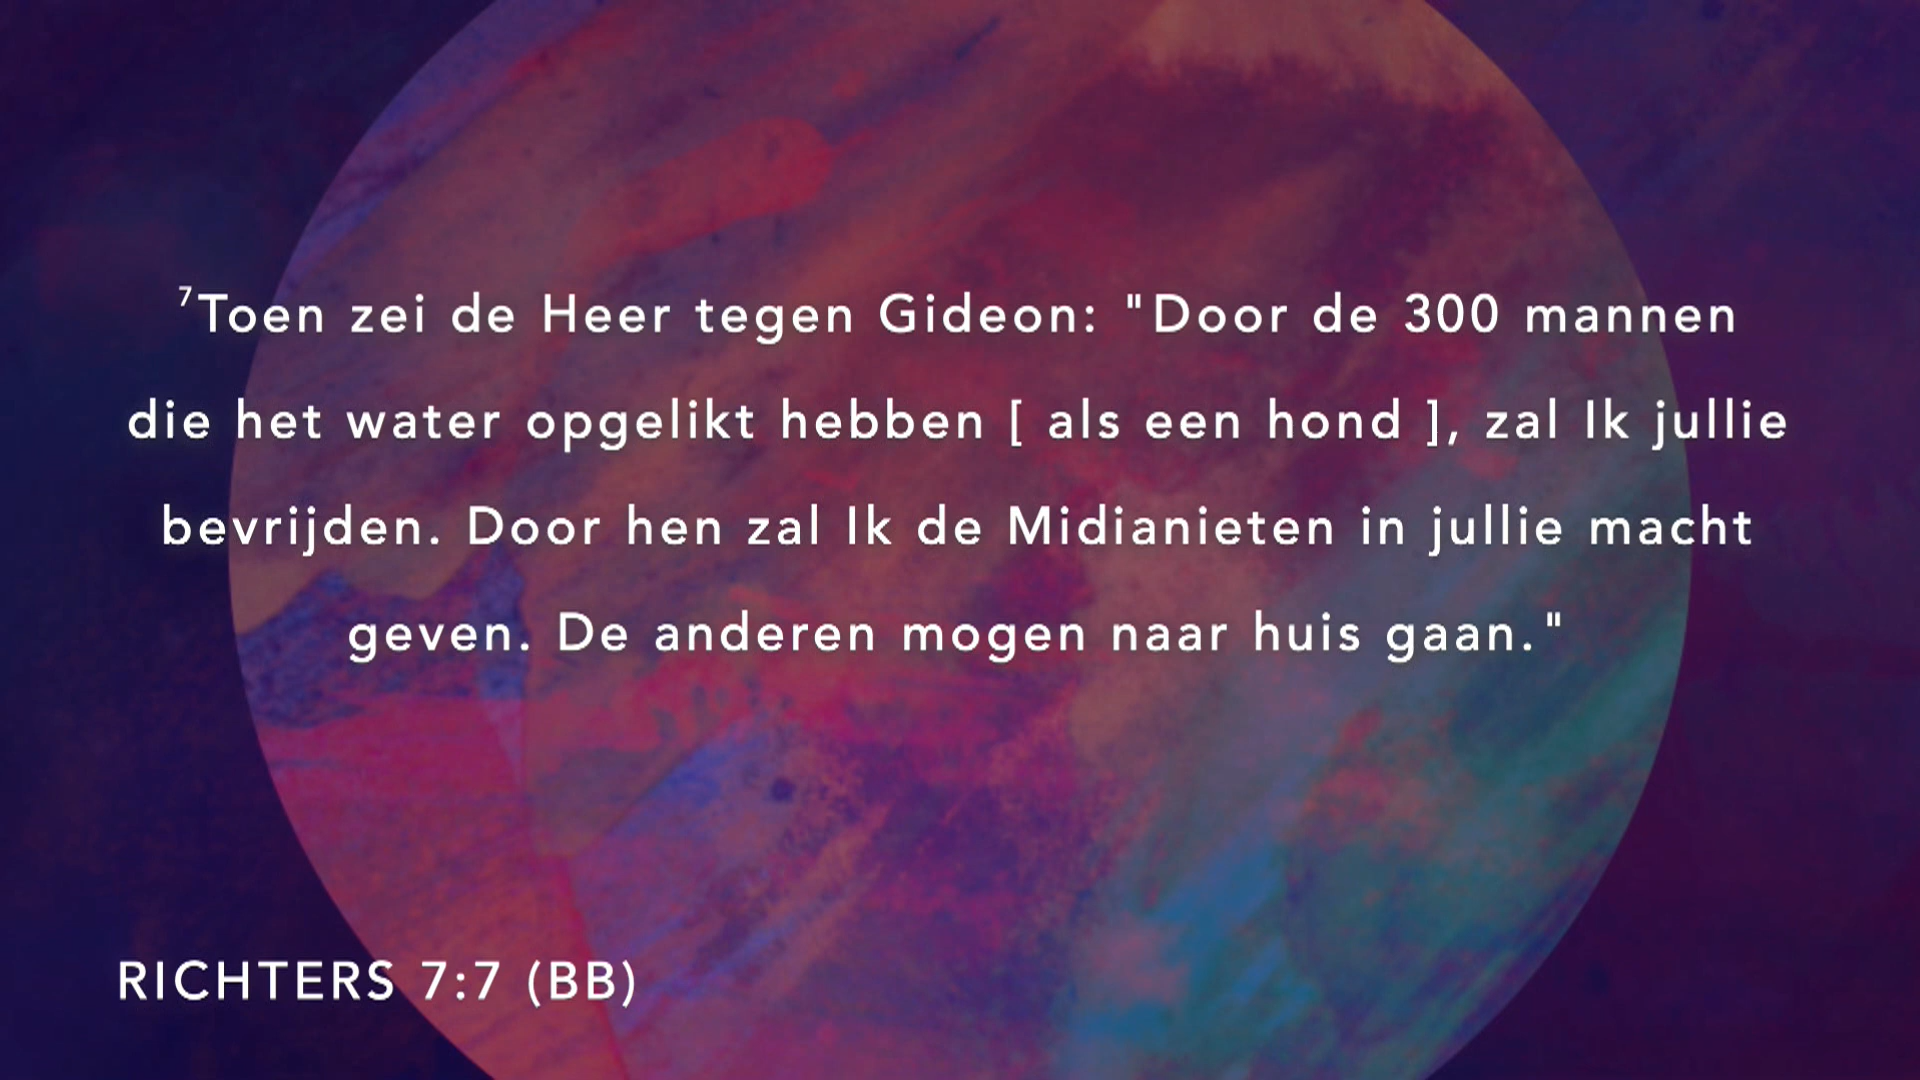 ⁷Toen zei de Heer tegen Gideon: "Door de 300 mannen
die het water opgelikt hebben [ als een hond ], zal Ik jullie
bevrijden. Door hen zal Ik de Midianieten in jullie macht
geven. De anderen mogen naar huis gaan."
RICHTERS 7:7 (BB)